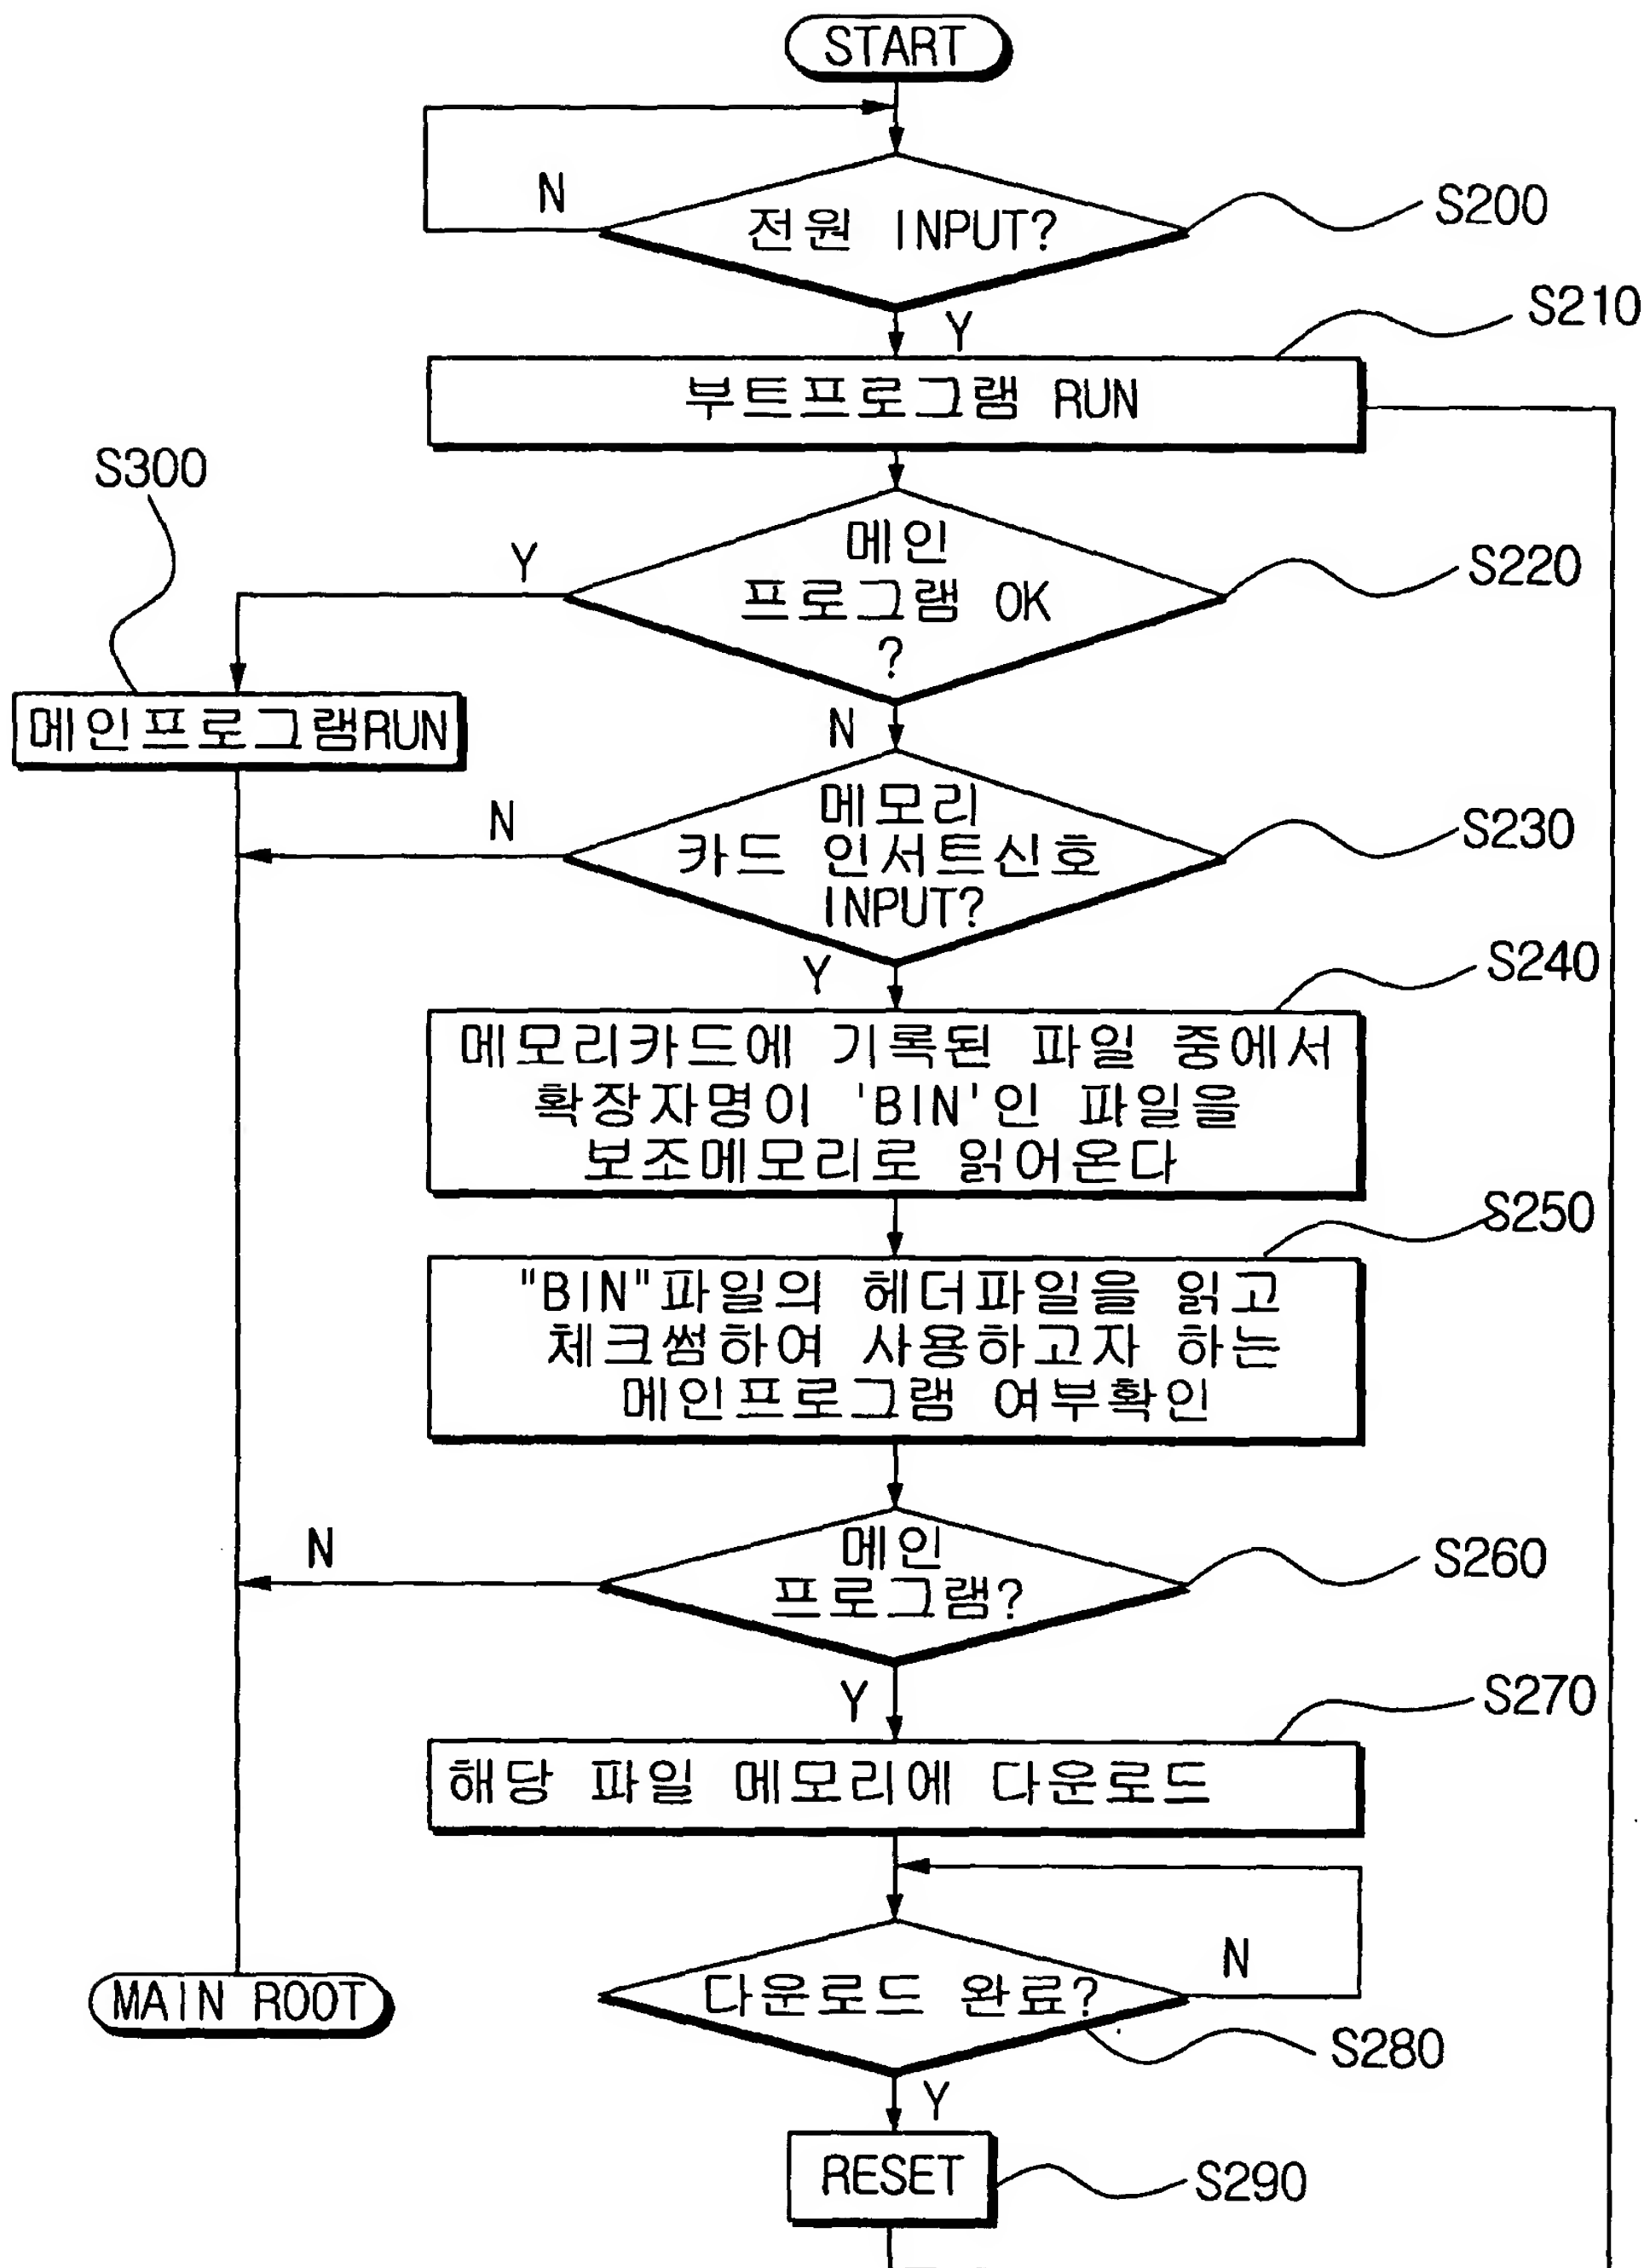 START
N
전원 INPUT?
S200
Y
S210
부트프로그램 RUN
S300
Y
메인
프로그램 OK
?
S220
메인프로그램RUN
N
N
메모리
카드 인서트신호
INPUT?
S230
Y
S240
메모리카드에 기록된 파일 중에서
확장자명이 'BIN'인 파일을
보조메모리로 읽어온다
S250
"BIN"파일의 헤더파일을 읽고
체크썸하여 사용하고자 하는
메인프로그램 여부확인
N
메인
프로그램?
S260
Y
S270
해당 파일 메모리에 다운로드
N
다운로드 완료?
MAIN ROOT
S280
Y
RESET
S290